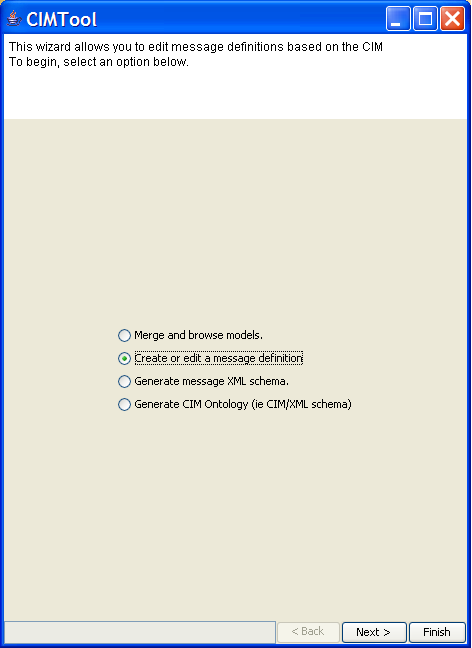 CIMTool
This wizard allows you to edit message definitions based on the CIM
To begin, select an option below.
Merge and browse models.
Create or edit a message definition
Generate message XML schema.
Generate CIM Ontology (ie CIM/XML schema)
< Back Next > Finish